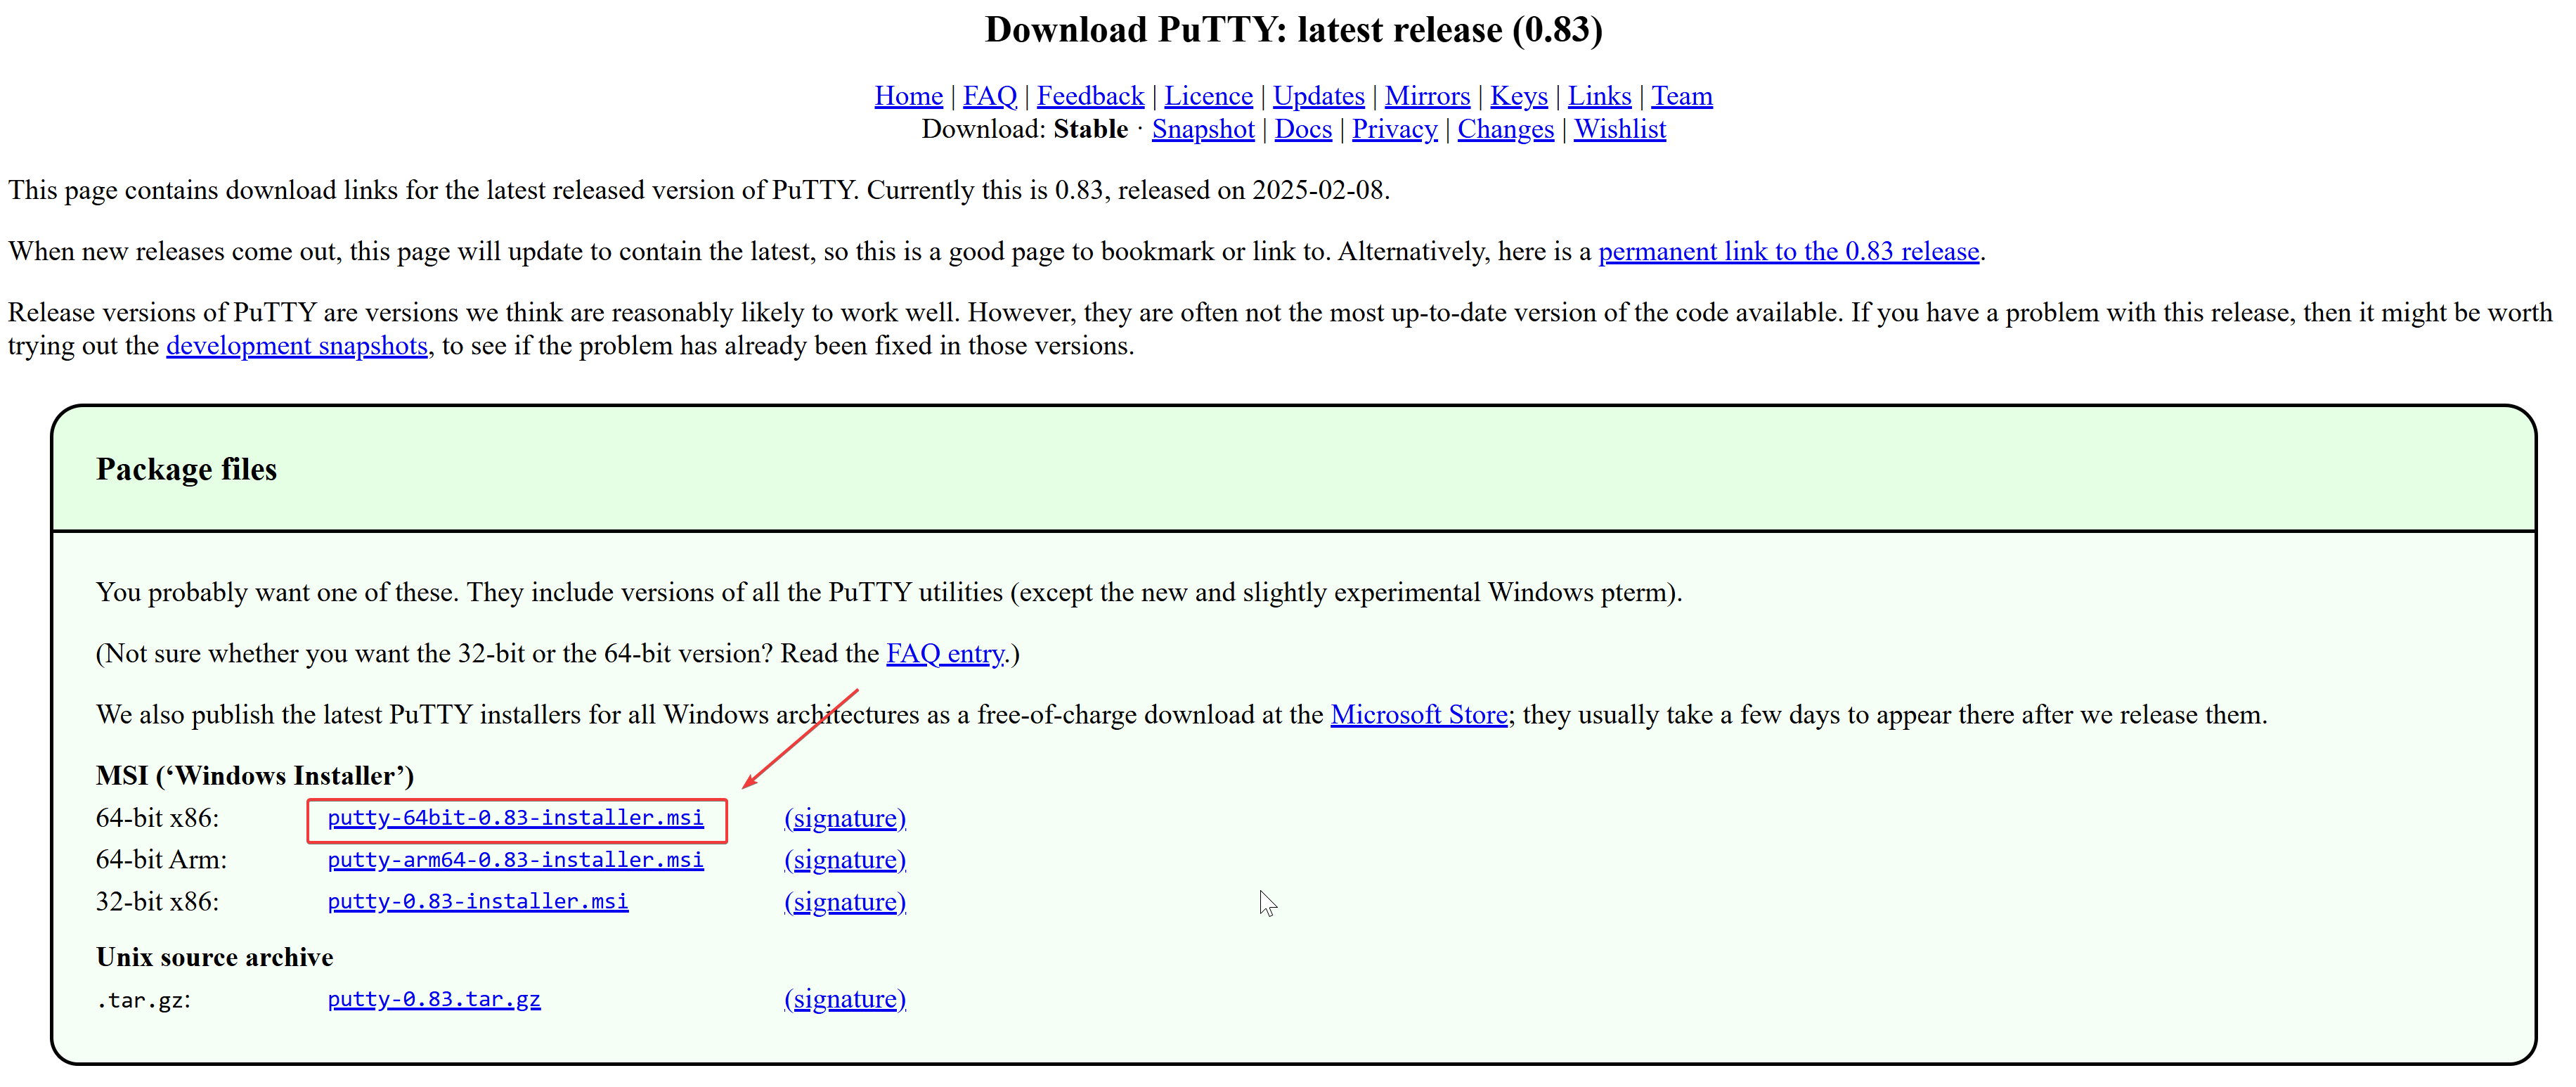 Download PuTTY: latest release (0.83)
Home | FAQ | Feedback | Licence | Updates | Mirrors | Keys | Links | Team
Download: Stable · Snapshot | Docs | Privacy | Changes | Wishlist
This page contains download links for the latest released version of PuTTY. Currently this is 0.83, released on 2025-02-08.
When new releases come out, this page will update to contain the latest, so this is a good page to bookmark or link to. Alternatively, here is a permanent link to the 0.83 release.
Release versions of PuTTY are versions we think are reasonably likely to work well. However, they are often not the most up-to-date version of the code available. If you have a problem with this release, then it might be worth
trying out the development snapshots, to see if the problem has already been fixed in those versions.
Package files
You probably want one of these. They include versions of all the PuTTY utilities (except the new and slightly experimental Windows pterm).
(Not sure whether you want the 32-bit or the 64-bit version? Read the FAQ entry.)
We also publish the latest PuTTY installers for all Windows architectures as a free-of-charge download at the Microsoft Store; they usually take a few days to appear there after we release them.
MSI (‘Windows Installer’)
64-bit x86: putty-64bit-0.83-installer.msi (signature)
64-bit Arm: putty-arm64-0.83-installer.msi (signature)
32-bit x86: putty-0.83-installer.msi (signature)
Unix source archive
.tar.gz: putty-0.83.tar.gz (signature)